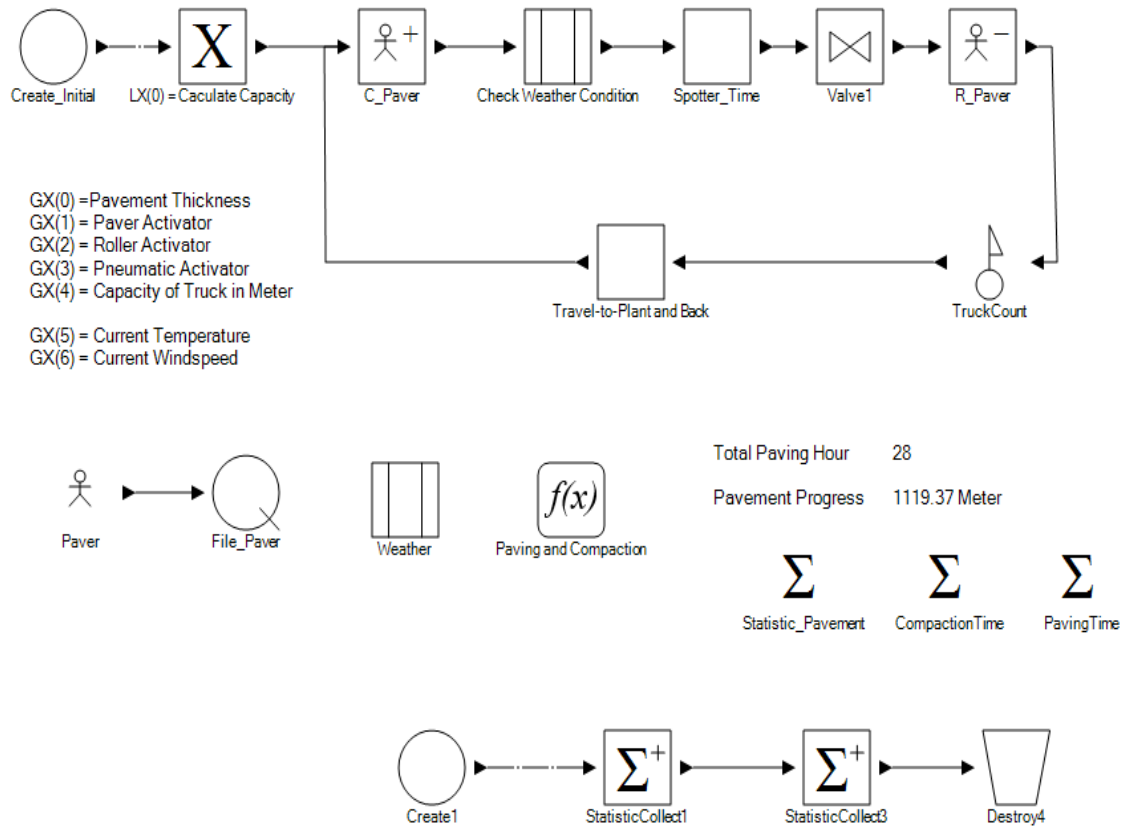 X
+
−
Create_Initial
LX(0) = Caculate Capacity
C_Paver
Check Weather Condition
Spotter_Time
Valve1
R_Paver
GX(0) =Pavement Thickness
GX(1) = Paver Activator
GX(2) = Roller Activator
GX(3) = Pneumatic Activator
GX(4) = Capacity of Truck in Meter
GX(5) = Current Temperature
GX(6) = Current Windspeed
Travel-to-Plant and Back
TruckCount
Total Paving Hour 28
Pavement Progress 1119.37 Meter
f(x)
Paver
File_Paver
Weather
Paving and Compaction
Σ
Σ
Σ
Statistic_Pavement
CompactionTime
PavingTime
Σ+
Σ+
Create1
StatisticCollect1
StatisticCollect3
Destroy4